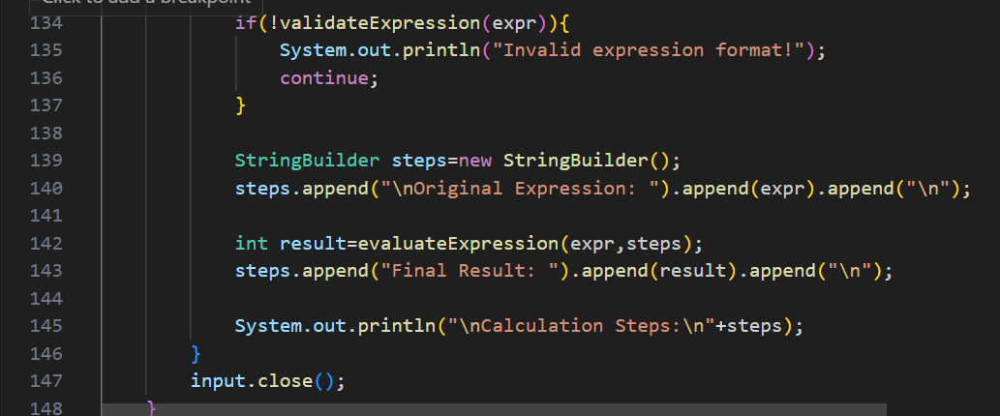 Click to add a breakpoint
134 if(!validateExpression(expr)){
135 System.out.println("Invalid expression format!");
136 continue;
137 }
138
139 StringBuilder steps=new StringBuilder();
140 steps.append("\nOriginal Expression: ").append(expr).append("\n");
141
142 int result=evaluateExpression(expr,steps);
143 steps.append("Final Result: ").append(result).append("\n");
144
145 System.out.println("\nCalculation Steps:\n"+steps);
146 }
147 input.close();
148 }